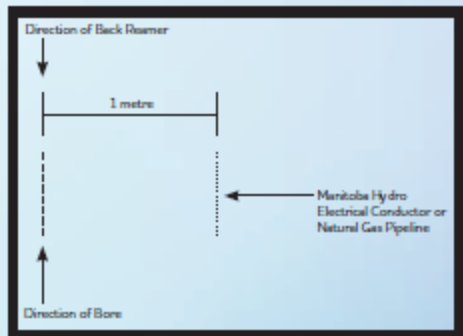 Direction of Back Reamer
1 metre
Manitoba Hydro
Electrical Conductor or
Natural Gas Pipeline
Direction of Bore